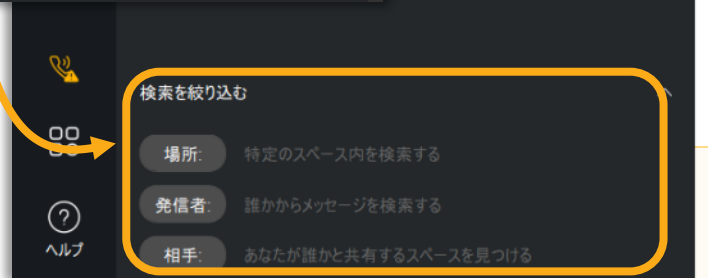 検索を絞り込む
場所: 特定のスペース内を検索する
発信者: 誰かからメッセージを検索する
ヘルプ
相手: あなたが誰かと共有するスペースを見つける